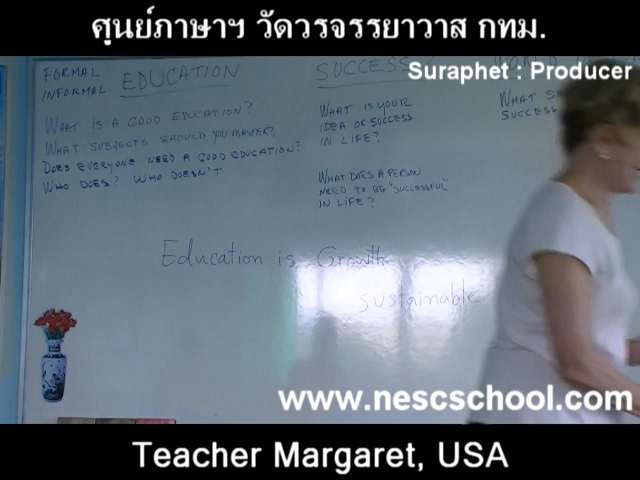 ศูนย์ภาษาฯ วัดวรจรรยาวาส กทม.
Suraphet : Producer
FORMAL
INFORMAL
EDUCATION
WHAT IS A GOOD EDUCATION?
WHAT SUBJECTS SHOULD YOU MASTER?
DOES EVERYONE NEED A GOOD EDUCATION?
WHO DOES? WHO DOESN'T
SUCCESS
WHAT IS YOUR
IDEA OF SUCCESS
IN LIFE?
WHAT DOES A PERSON
NEED TO BE "SUCCESSFUL"
IN LIFE?
WHAT
SUCCESS
Education is Growth
sustainable
www.nescschool.com
Teacher Margaret, USA